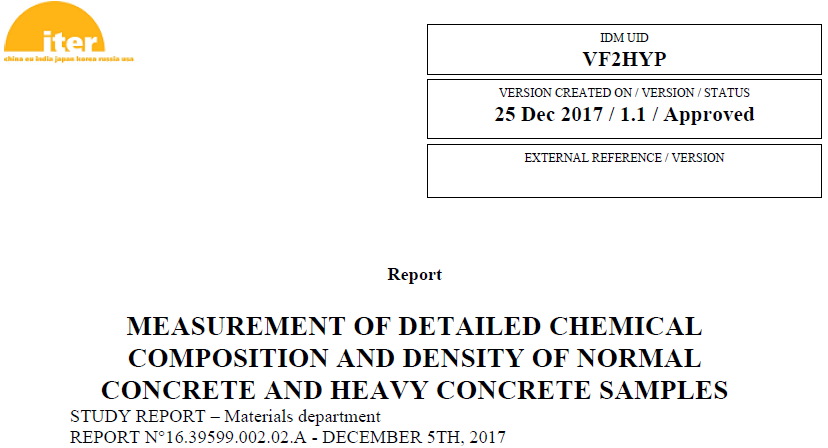 iter
china eu india japan korea russia usa
IDM UID
VF2HYP
VERSION CREATED ON / VERSION / STATUS
25 Dec 2017 / 1.1 / Approved
EXTERNAL REFERENCE / VERSION
Report
MEASUREMENT OF DETAILED CHEMICAL
COMPOSITION AND DENSITY OF NORMAL
CONCRETE AND HEAVY CONCRETE SAMPLES
STUDY REPORT – Materials department
REPORT N°16.39599.002.02.A - DECEMBER 5TH, 2017